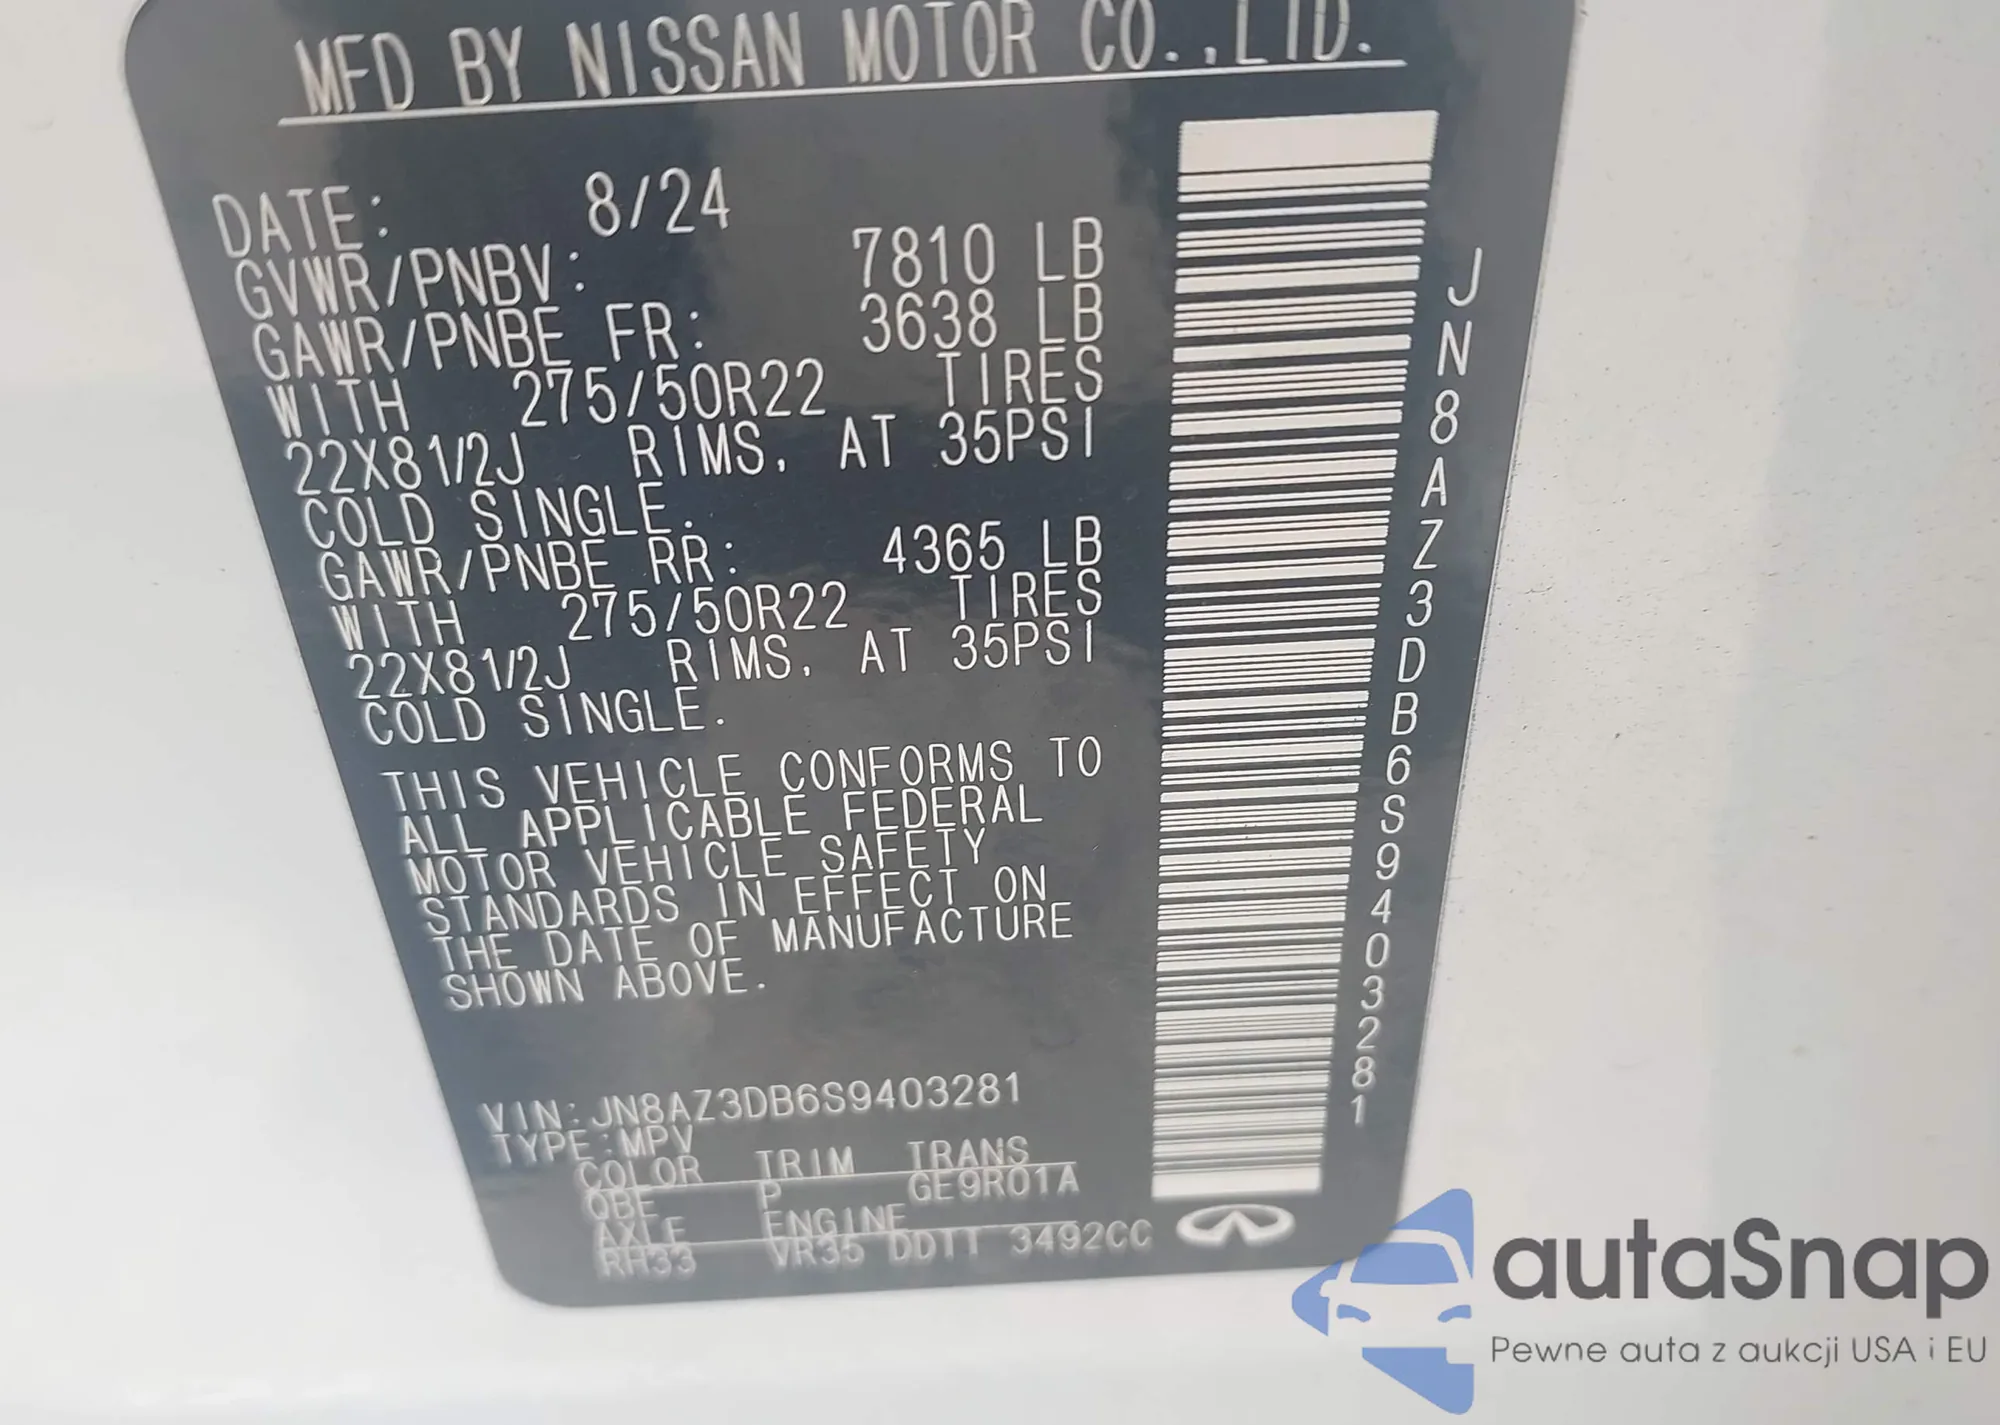 MFD BY NISSAN MOTOR CO.,LTD.
DATE: 8/24
GVWR/PNBV: 7810 LB
GAWR/PNBE FR: 3638 LB
WITH 275/50R22 TIRES
22X81/2J RIMS, AT 35PSI
COLD SINGLE.
GAWR/PNBE RR: 4365 LB
WITH 275/50R22 TIRES
22X81/2J RIMS, AT 35PSI
COLD SINGLE.
THIS VEHICLE CONFORMS TO
ALL APPLICABLE FEDERAL
MOTOR VEHICLE SAFETY
STANDARDS IN EFFECT ON
THE DATE OF MANUFACTURE
SHOWN ABOVE.
VIN:JN8AZ3DB6S9403281
TYPE:MPV
COLOR TRIM TRANS
QBE P GE9R01A
AXLE ENGINE
RH33 VR35 DDTT 3492CC
JN8AZ3DB6S9403281
autaSnap
Pewne auta z aukcji USA i EU